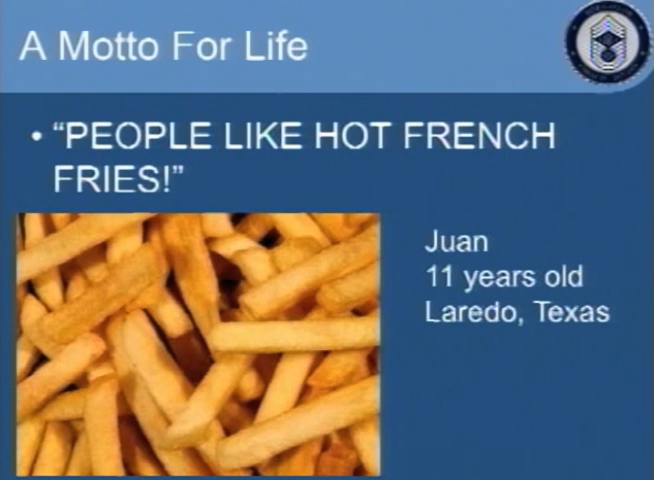 A Motto For Life
• “PEOPLE LIKE HOT FRENCH
FRIES!”
Juan
11 years old
Laredo, Texas